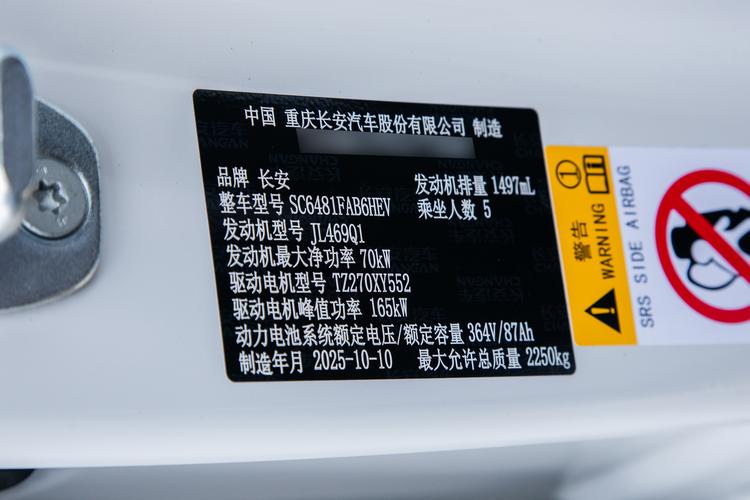 中国 重庆长安汽车股份有限公司 制造
品牌 长安 发动机排量 1497mL
整车型号 SC6481FAB6HEV 乘坐人数 5
发动机型号 JL469Q1
发动机最大净功率 70kW
驱动电机型号 TZ270XY552
驱动电机峰值功率 165kW
动力电池系统额定电压/额定容量 364V/87Ah
制造年月 2025-10-10 最大允许总质量 2250kg
警告
WARNING
SRS SIDE AIRBAG